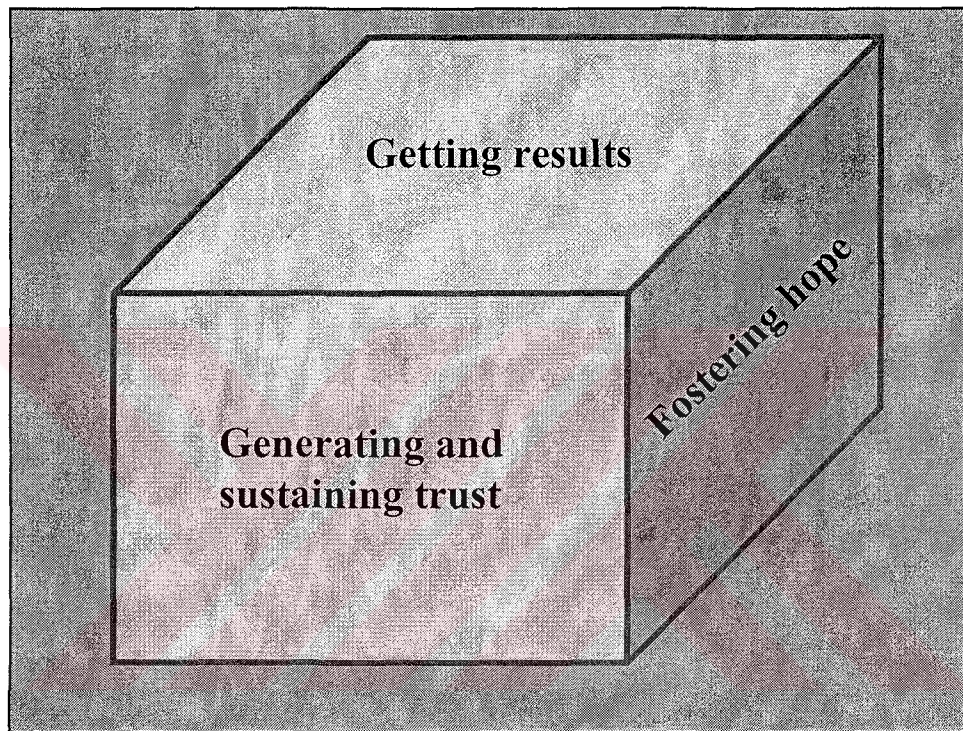 Getting results
Fostering hope
Generating and
sustaining trust